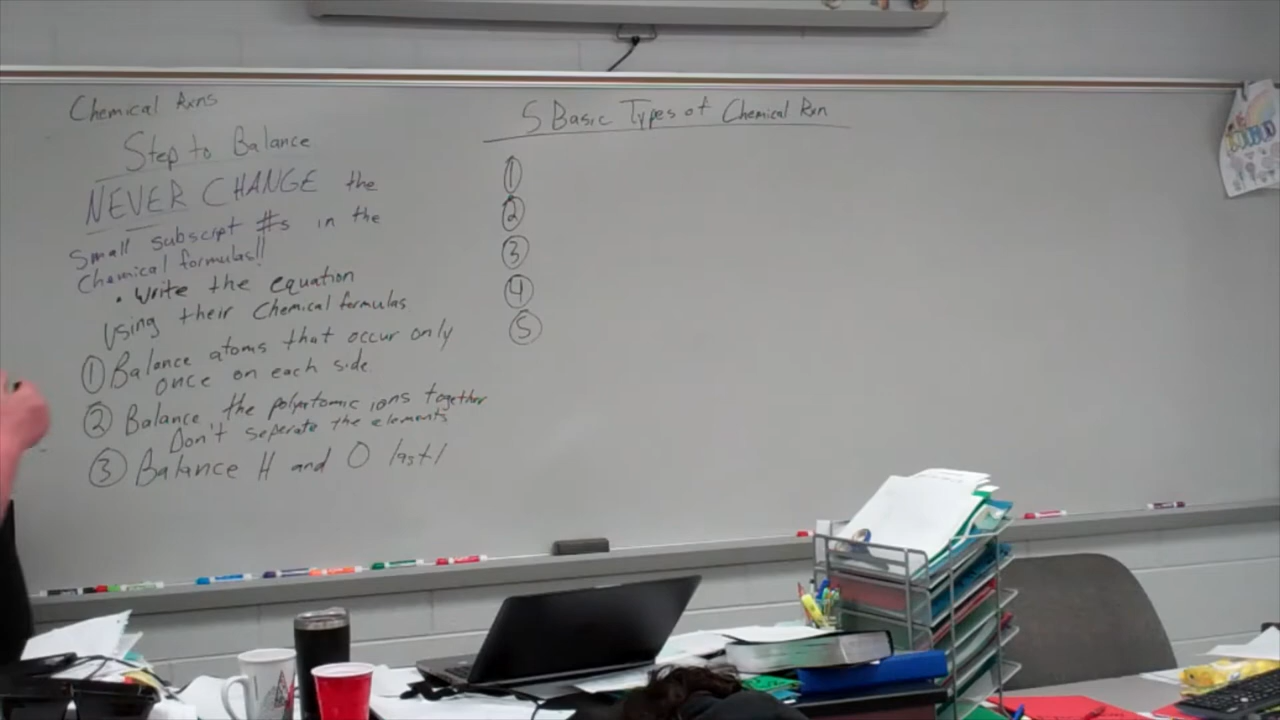 Chemical Rxns
Step to Balance
NEVER CHANGE the
Small subscript #s in the
Chemical formulas!!
• Write the equation
Using their Chemical formulas
① Balance atoms that occur only
once on each side.
② Balance the polyatomic ions together
Don't seperate the elements
③ Balance H and O last!
5 Basic Types of Chemical Rxn
①
②
③
④
⑤